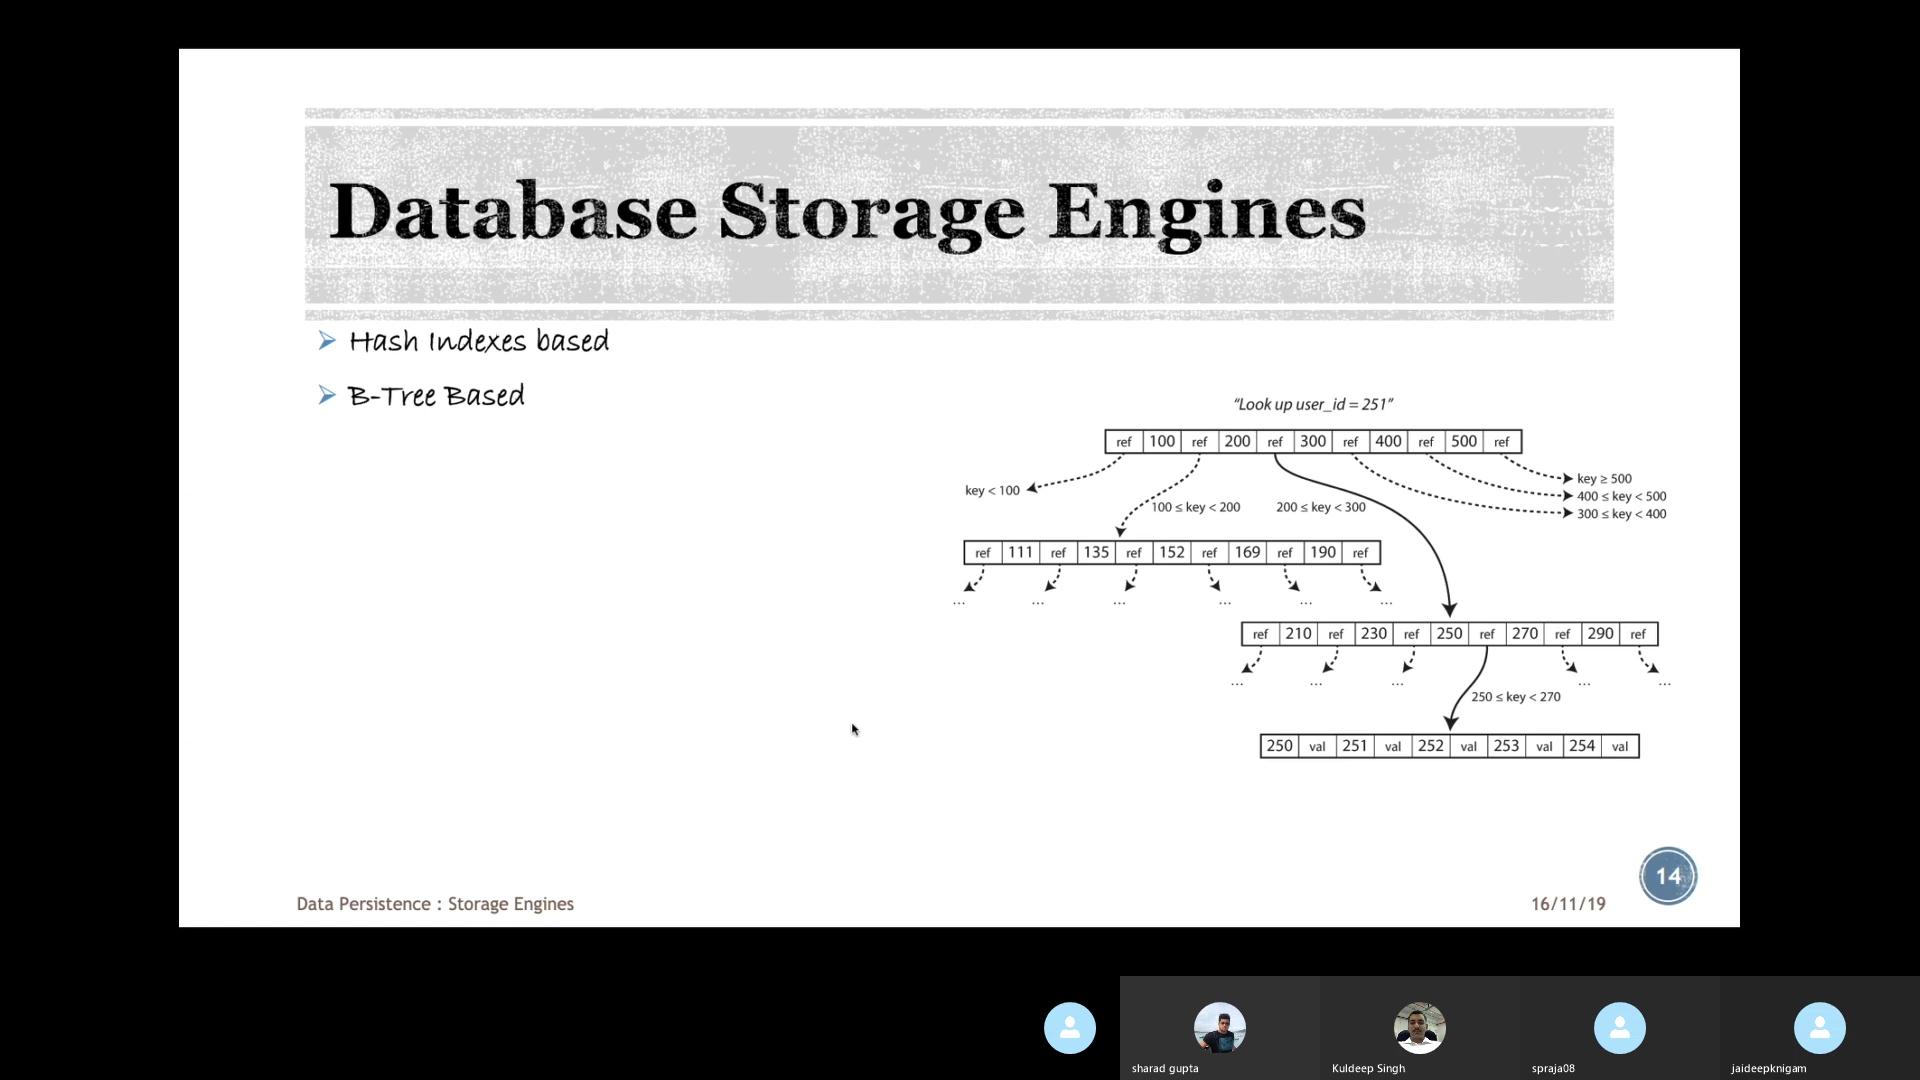 Database Storage Engines
Hash Indexes based
B-Tree Based
“Look up user_id = 251”
ref 100 ref 200 ref 300 ref 400 ref 500 ref
key < 100
100 ≤ key < 200
200 ≤ key < 300
key ≥ 500
400 ≤ key < 500
300 ≤ key < 400
ref 111 ref 135 ref 152 ref 169 ref 190 ref
... ... ... ... ... ...
ref 210 ref 230 ref 250 ref 270 ref 290 ref
... ... ... ... ...
250 ≤ key < 270
250 val 251 val 252 val 253 val 254 val
14
Data Persistence : Storage Engines
16/11/19
sharad gupta
Kuldeep Singh
spraja08
jaideepknigam